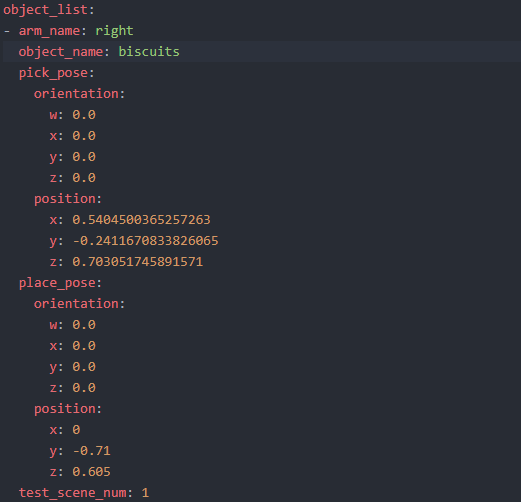 object_list:
- arm_name: right
  object_name: biscuits
  pick_pose:
    orientation:
      w: 0.0
      x: 0.0
      y: 0.0
      z: 0.0
    position:
      x: 0.5404500365257263
      y: -0.2411670833826065
      z: 0.703051745891571
  place_pose:
    orientation:
      w: 0.0
      x: 0.0
      y: 0.0
      z: 0.0
    position:
      x: 0
      y: -0.71
      z: 0.605
  test_scene_num: 1